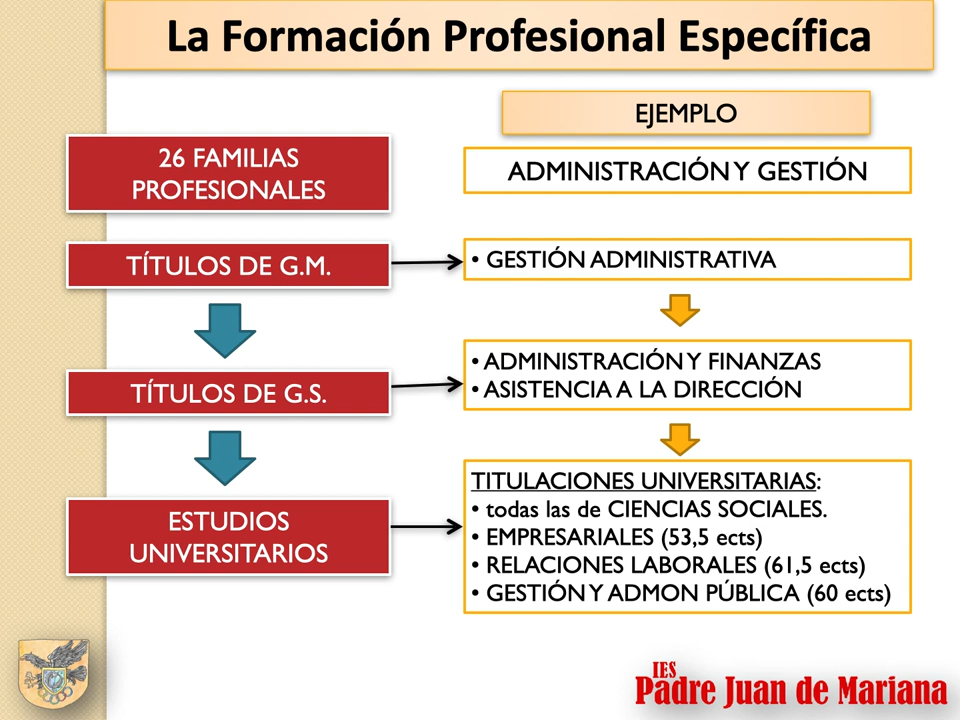 La Formación Profesional Específica
EJEMPLO
26 FAMILIAS
PROFESIONALES
ADMINISTRACIÓN Y GESTIÓN
TÍTULOS DE G.M.
• GESTIÓN ADMINISTRATIVA
TÍTULOS DE G.S.
• ADMINISTRACIÓN Y FINANZAS
• ASISTENCIA A LA DIRECCIÓN
ESTUDIOS
UNIVERSITARIOS
TITULACIONES UNIVERSITARIAS:
• todas las de CIENCIAS SOCIALES.
• EMPRESARIALES (53,5 ects)
• RELACIONES LABORALES (61,5 ects)
• GESTIÓN Y ADMON PÚBLICA (60 ects)
IES
Padre Juan de Mariana